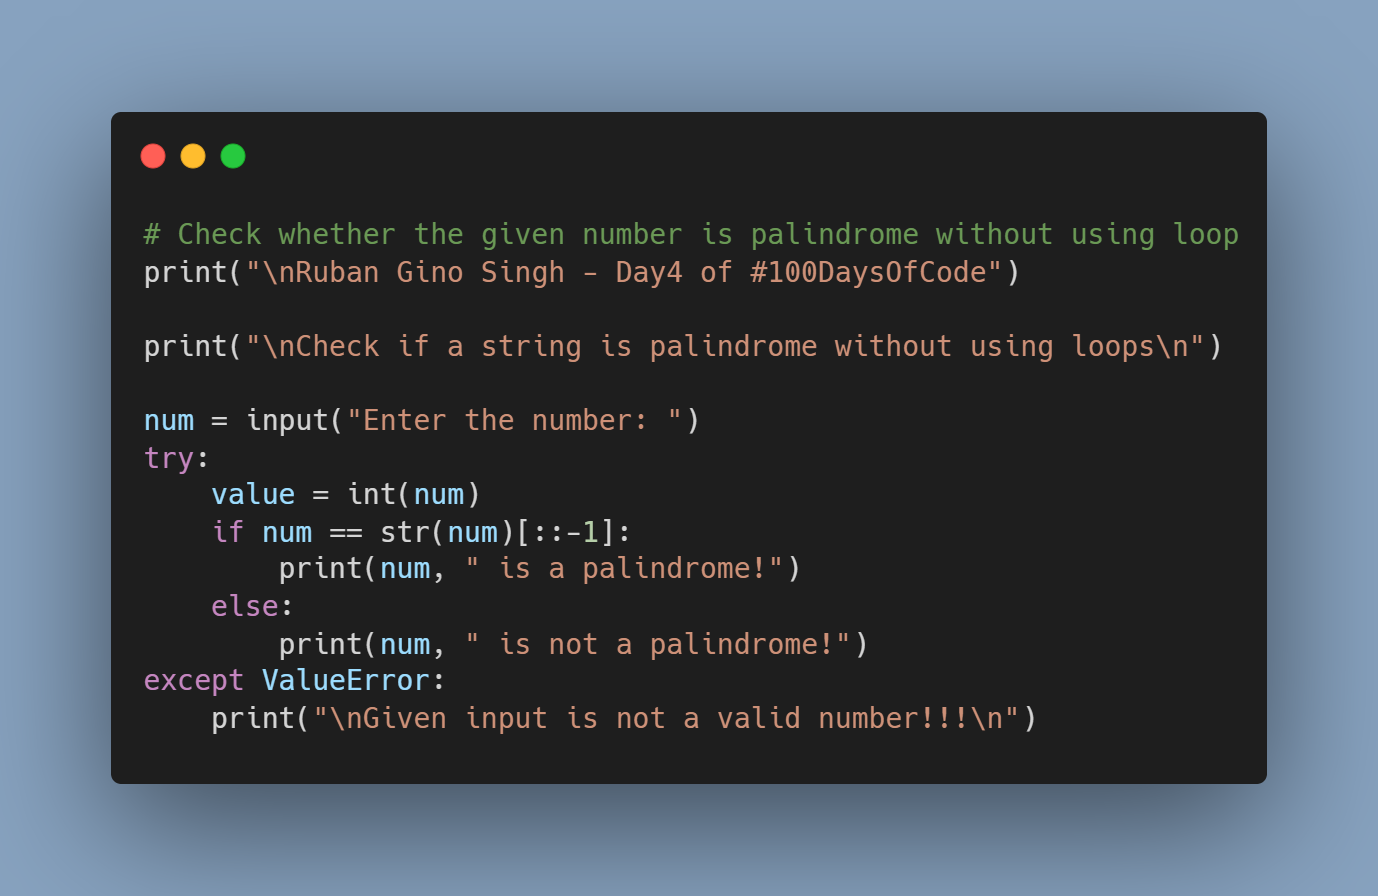 # Check whether the given number is palindrome without using loop
print("\nRuban Gino Singh - Day4 of #100DaysOfCode")

print("\nCheck if a string is palindrome without using loops\n")

num = input("Enter the number: ")
try:
    value = int(num)
    if num == str(num)[::-1]:
        print(num, " is a palindrome!")
    else:
        print(num, " is not a palindrome!")
except ValueError:
    print("\nGiven input is not a valid number!!!\n")